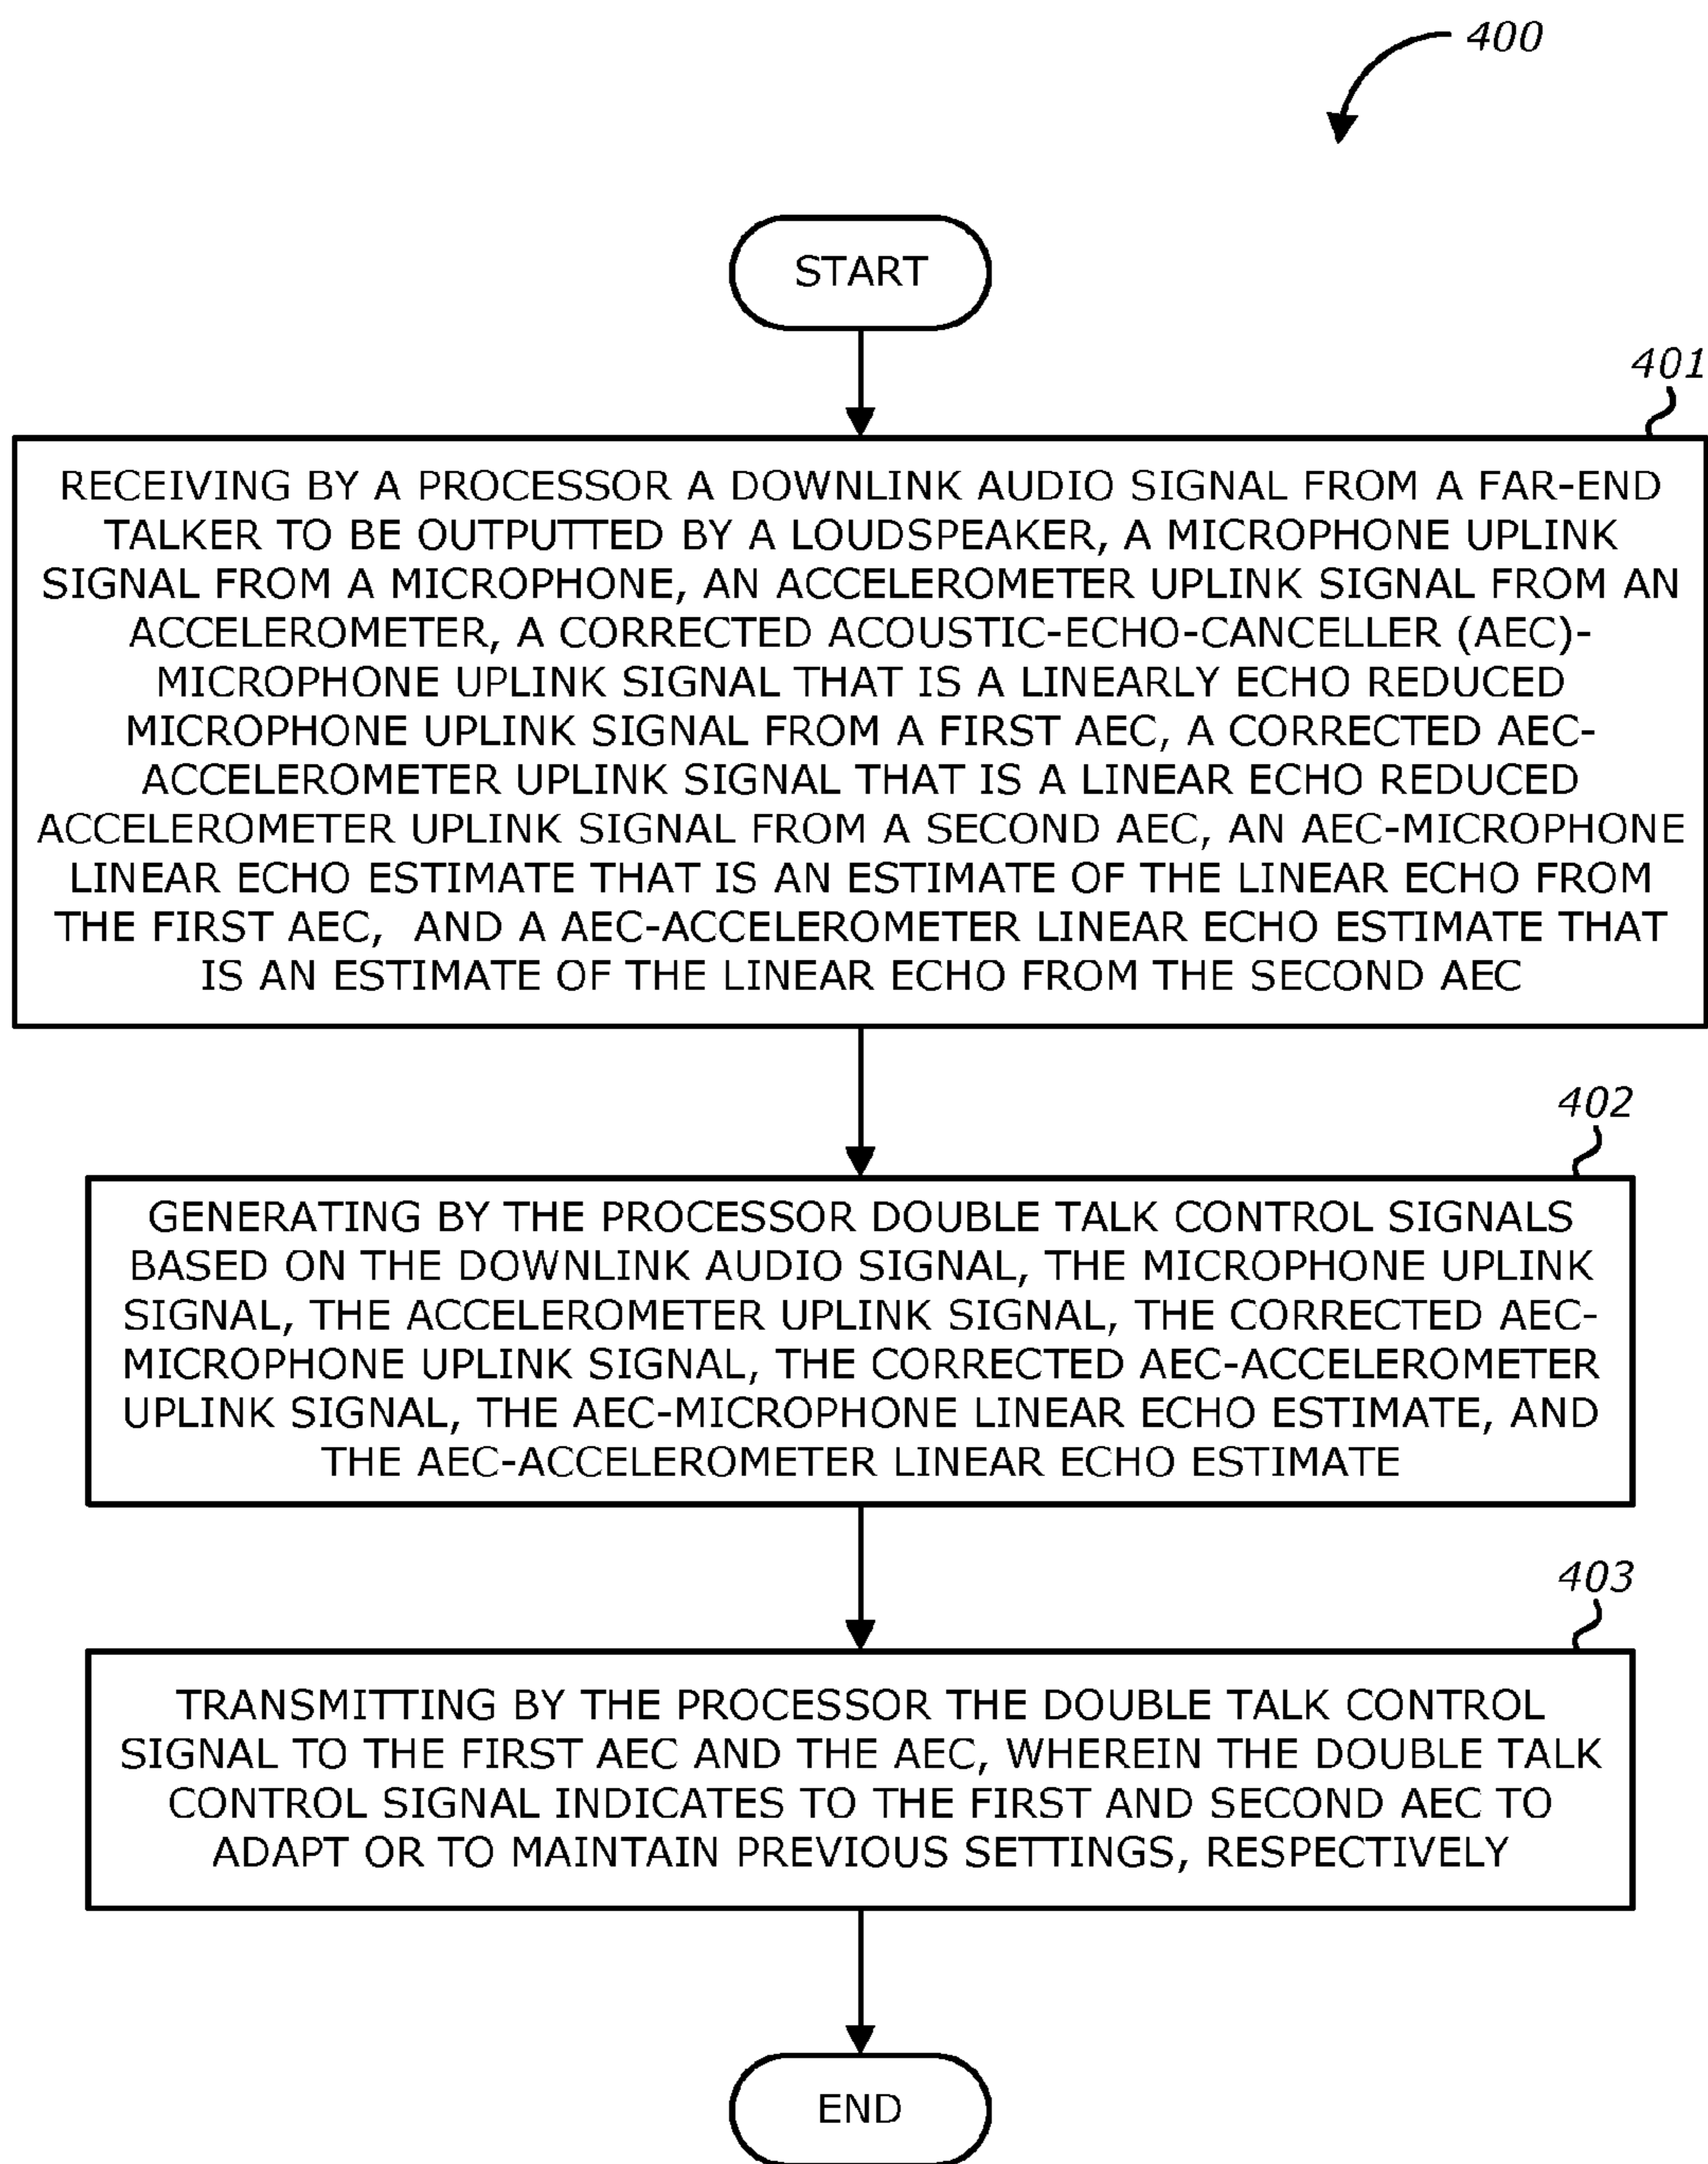 400
START
401
RECEIVING BY A PROCESSOR A DOWNLINK AUDIO SIGNAL FROM A FAR-END
TALKER TO BE OUTPUTTED BY A LOUDSPEAKER, A MICROPHONE UPLINK
SIGNAL FROM A MICROPHONE, AN ACCELEROMETER UPLINK SIGNAL FROM AN
ACCELEROMETER, A CORRECTED ACOUSTIC-ECHO-CANCELLER (AEC)-
MICROPHONE UPLINK SIGNAL THAT IS A LINEARLY ECHO REDUCED
MICROPHONE UPLINK SIGNAL FROM A FIRST AEC, A CORRECTED AEC-
ACCELEROMETER UPLINK SIGNAL THAT IS A LINEAR ECHO REDUCED
ACCELEROMETER UPLINK SIGNAL FROM A SECOND AEC, AN AEC-MICROPHONE
LINEAR ECHO ESTIMATE THAT IS AN ESTIMATE OF THE LINEAR ECHO FROM
THE FIRST AEC, AND A AEC-ACCELEROMETER LINEAR ECHO ESTIMATE THAT
IS AN ESTIMATE OF THE LINEAR ECHO FROM THE SECOND AEC
402
GENERATING BY THE PROCESSOR DOUBLE TALK CONTROL SIGNALS
BASED ON THE DOWNLINK AUDIO SIGNAL, THE MICROPHONE UPLINK
SIGNAL, THE ACCELEROMETER UPLINK SIGNAL, THE CORRECTED AEC-
MICROPHONE UPLINK SIGNAL, THE CORRECTED AEC-ACCELEROMETER
UPLINK SIGNAL, THE AEC-MICROPHONE LINEAR ECHO ESTIMATE, AND
THE AEC-ACCELEROMETER LINEAR ECHO ESTIMATE
403
TRANSMITTING BY THE PROCESSOR THE DOUBLE TALK CONTROL
SIGNAL TO THE FIRST AEC AND THE AEC, WHEREIN THE DOUBLE TALK
CONTROL SIGNAL INDICATES TO THE FIRST AND SECOND AEC TO
ADAPT OR TO MAINTAIN PREVIOUS SETTINGS, RESPECTIVELY
END